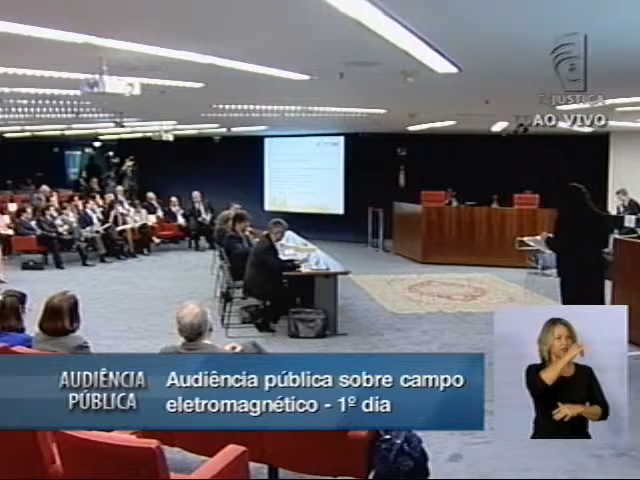 TV JUSTIÇA
AO VIVO
AUDIÊNCIA
PÚBLICA
Audiência pública sobre campo
eletromagnético - 1º dia